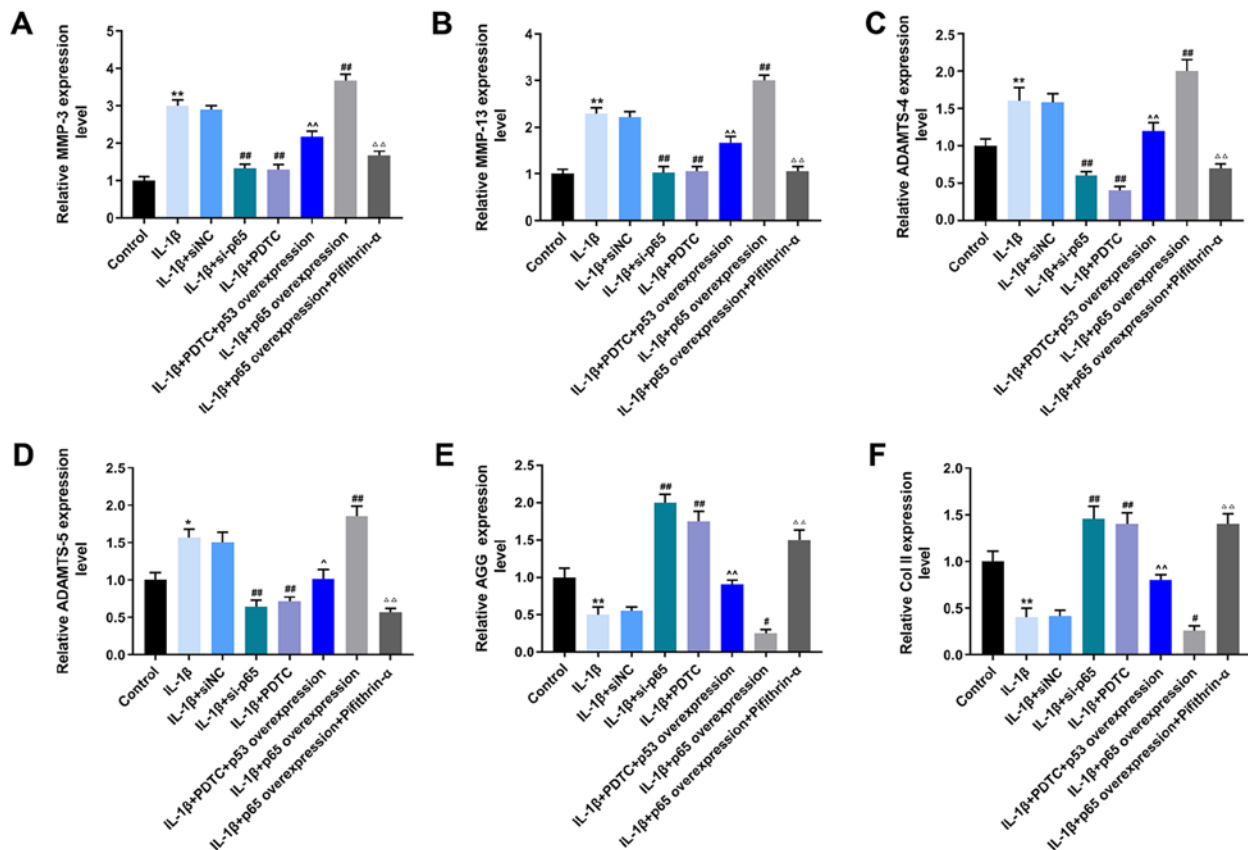 A
Relative MMP-3 expression
level
5
4
3
2
1
0
**
##
##
^^
##
△△
Control
IL-1β
IL-1β+siNC
IL-1β+si-p65
IL-1β+PDTC
IL-1β+PDTC+p53 overexpression
IL-1β+p65 overexpression
IL-1β+p65 overexpression+Pifithrin-α
B
Relative MMP-13 expression
level
4
3
2
1
0
**
##
##
^^
##
△△
Control
IL-1β
IL-1β+siNC
IL-1β+si-p65
IL-1β+PDTC
IL-1β+PDTC+p53 overexpression
IL-1β+p65 overexpression
IL-1β+p65 overexpression+Pifithrin-α
C
Relative ADAMTS-4 expression
level
2.5
2.0
1.5
1.0
0.5
0.0
**
##
##
^^
##
△△
Control
IL-1β
IL-1β+siNC
IL-1β+si-p65
IL-1β+PDTC
IL-1β+PDTC+p53 overexpression
IL-1β+p65 overexpression
IL-1β+p65 overexpression+Pifithrin-α
D
Relative ADAMTS-5 expression
level
2.5
2.0
1.5
1.0
0.5
0.0
*
##
##
^
##
△△
Control
IL-1β
IL-1β+siNC
IL-1β+si-p65
IL-1β+PDTC
IL-1β+PDTC+p53 overexpression
IL-1β+p65 overexpression
IL-1β+p65 overexpression+Pifithrin-α
E
Relative AGG expression
level
2.5
2.0
1.5
1.0
0.5
0.0
**
##
##
^^
#
△△
Control
IL-1β
IL-1β+siNC
IL-1β+si-p65
IL-1β+PDTC
IL-1β+PDTC+p53 overexpression
IL-1β+p65 overexpression
IL-1β+p65 overexpression+Pifithrin-α
F
Relative Col II expression
level
2.0
1.5
1.0
0.5
0.0
**
##
##
^^
#
△△
Control
IL-1β
IL-1β+siNC
IL-1β+si-p65
IL-1β+PDTC
IL-1β+PDTC+p53 overexpression
IL-1β+p65 overexpression
IL-1β+p65 overexpression+Pifithrin-α